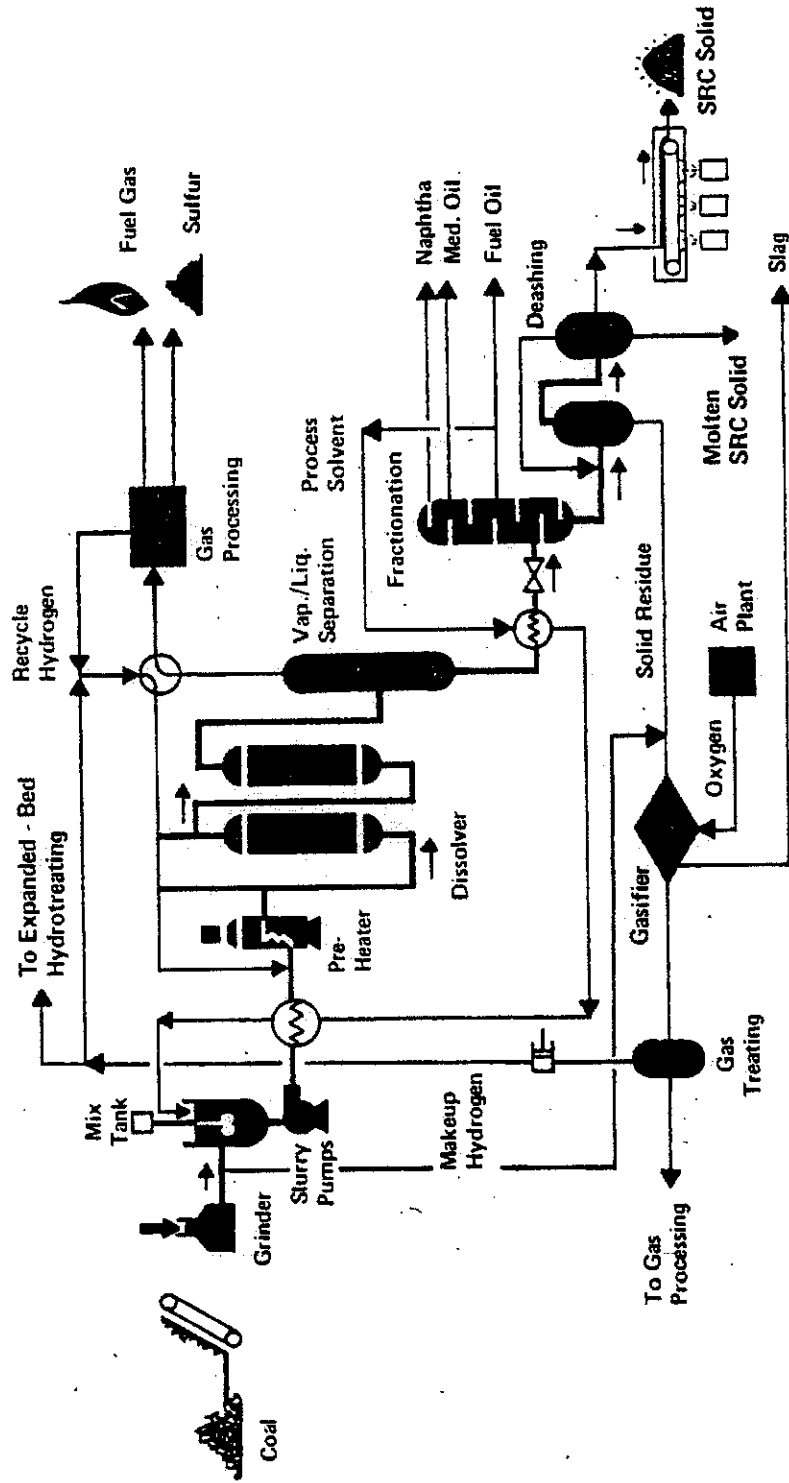 Coal
Grinder
Mix
Tank
Slurry
Pumps
To Expanded - Bed
Hydrotreating
Recycle
Hydrogen
Pre-
Heater
Dissolver
Vap./Liq.
Separation
Gas
Processing
Fuel Gas
Sulfur
Process
Solvent
Fractionation
Naphtha
Med. Oil
Fuel Oil
Deashing
SRC Solid
Molten
SRC Solid
Slag
Solid Residue
Air
Plant
Oxygen
Gasifier
Makeup
Hydrogen
Gas
Treating
To Gas
Processing